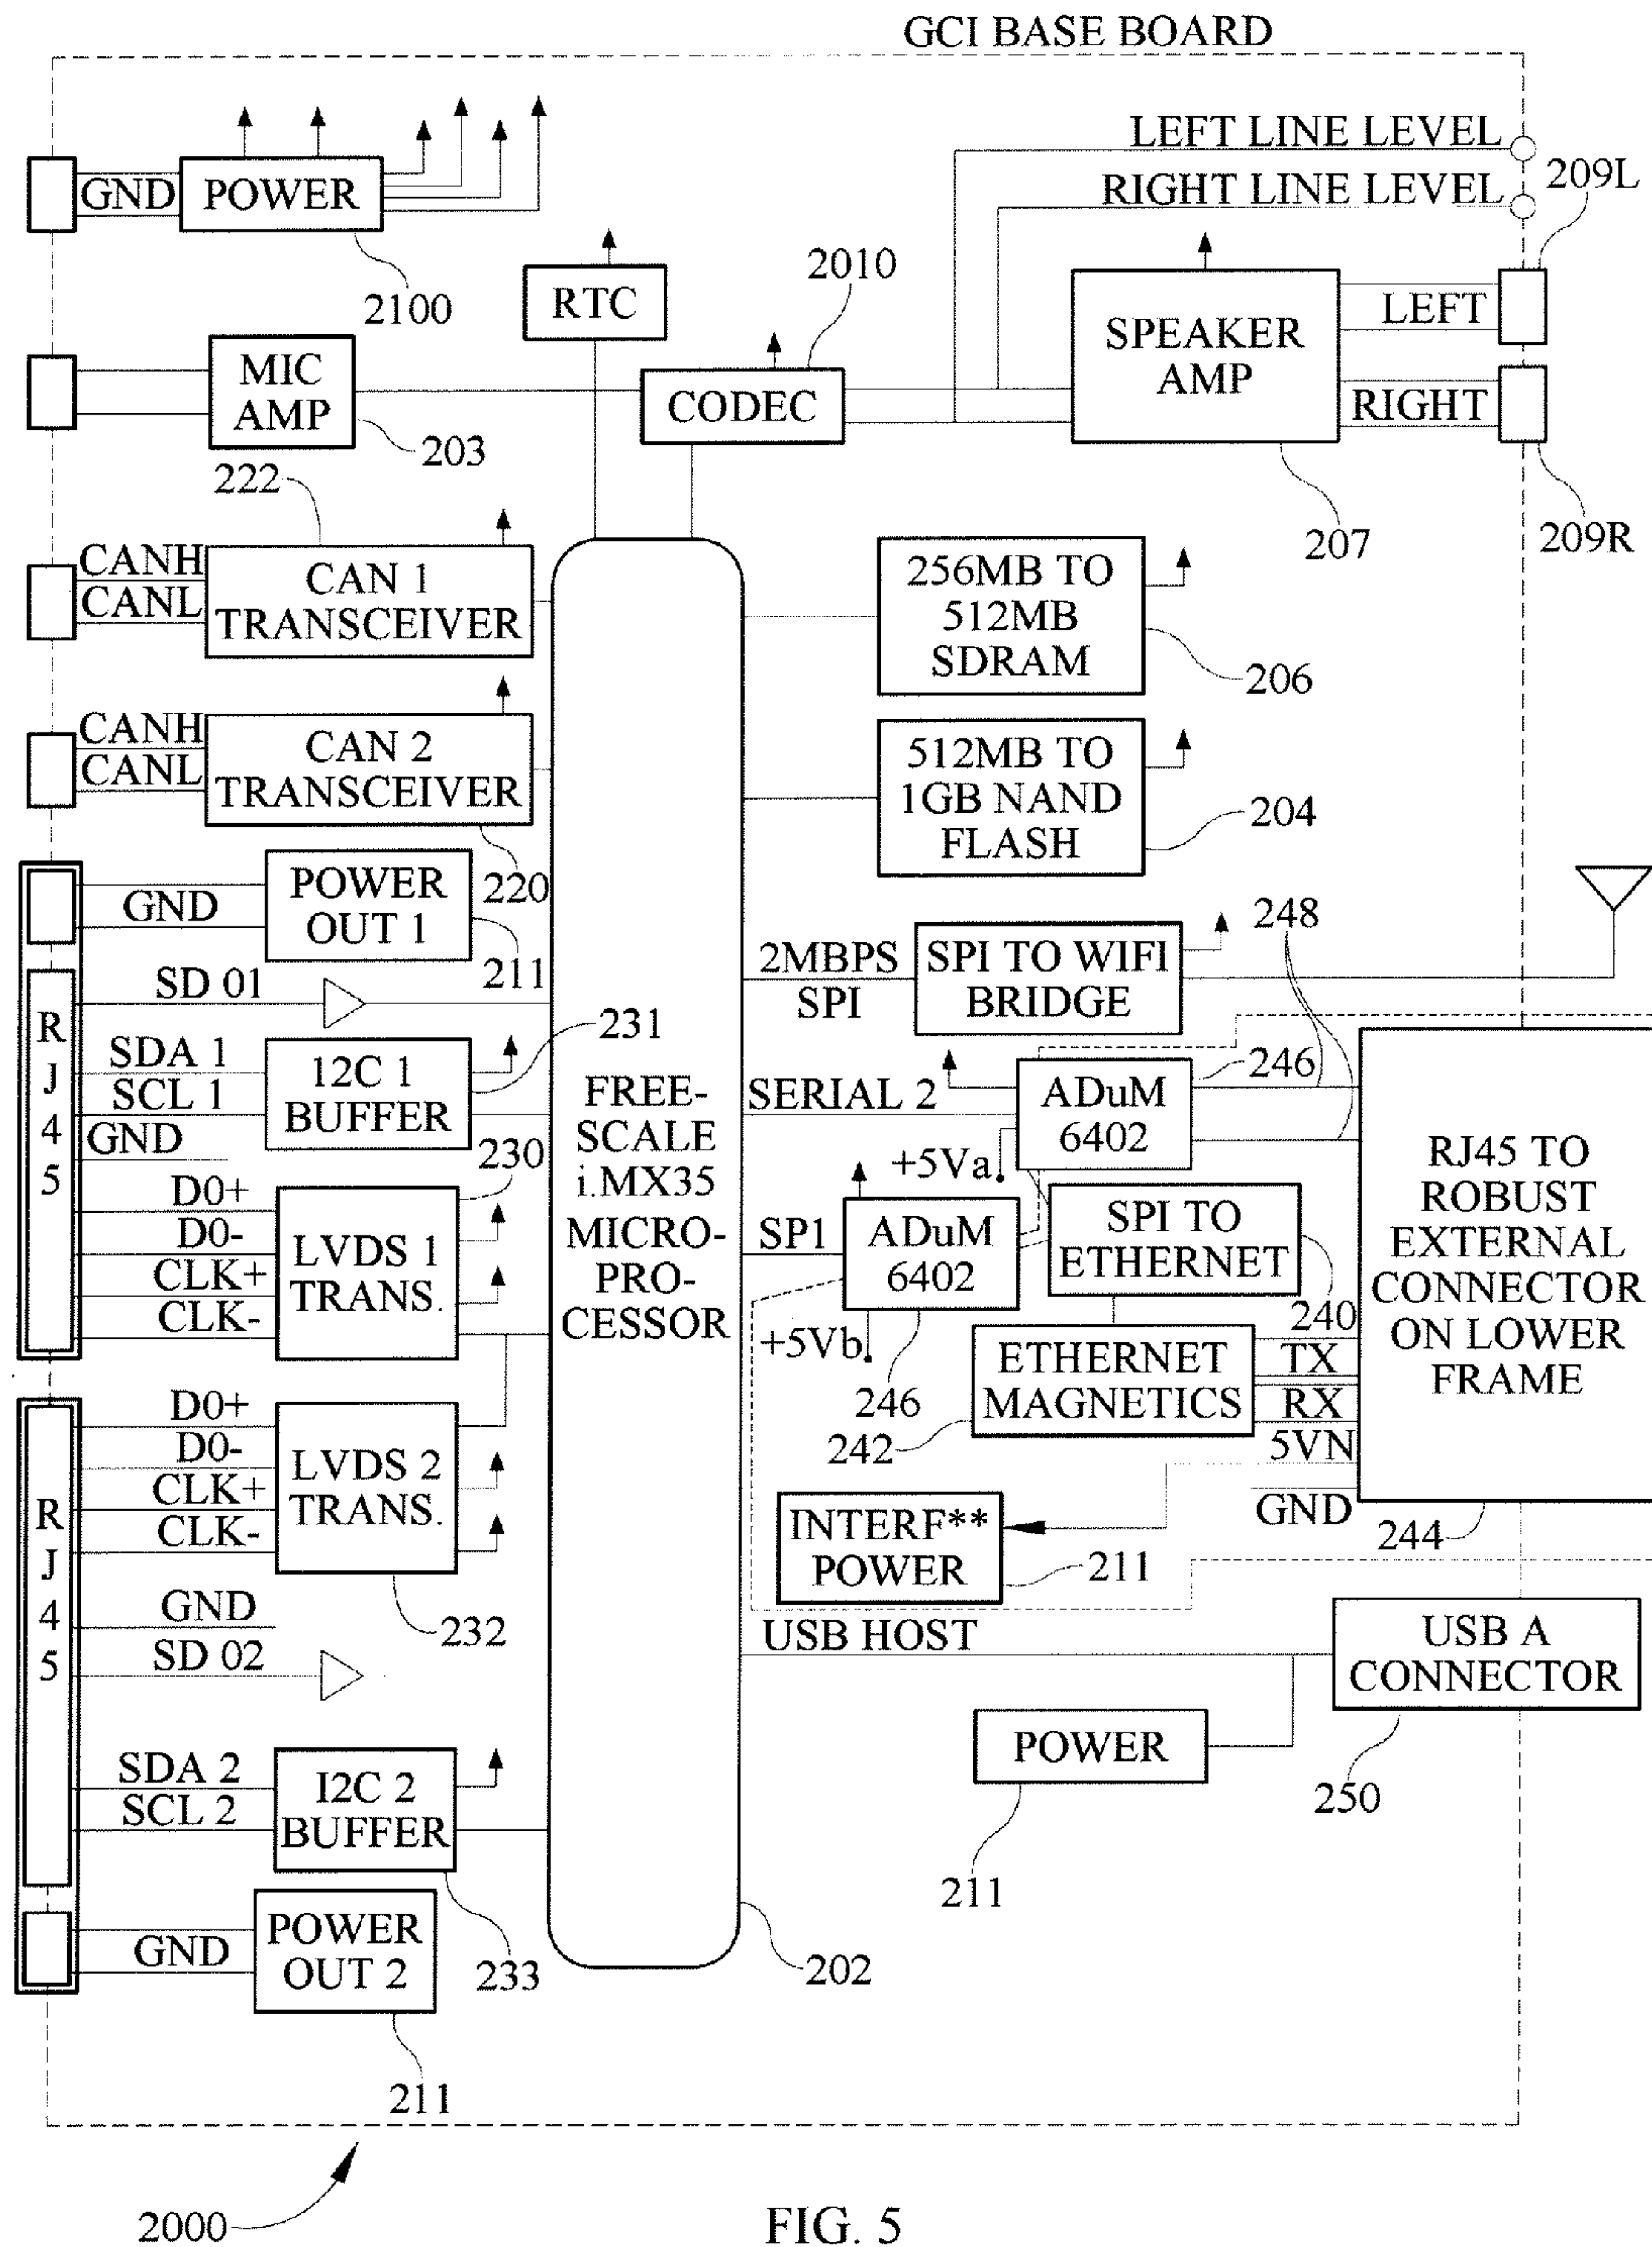 GCI BASE BOARD
LEFT LINE LEVEL
RIGHT LINE LEVEL
209L
GND
POWER
2100
RTC
2010
SPEAKER
AMP
LEFT
RIGHT
207
209R
MIC
AMP
203
CODEC
222
CANH
CANL
CAN 1
TRANSCEIVER
256MB TO
512MB
SDRAM
206
CANH
CANL
CAN 2
TRANSCEIVER
220
512MB TO
1GB NAND
FLASH
204
GND
POWER
OUT 1
211
248
2MBPS
SPI
SPI TO WIFI
BRIDGE
R
J
4
5
SD 01
231
SDA 1
SCL 1
GND
I2C 1
BUFFER
230
D0+
D0-
CLK+
CLK-
LVDS 1
TRANS.
FREE-
SCALE
i.MX35
MICRO-
PRO-
CESSOR
SERIAL 2
ADuM
6402
246
+5Va
SP1
ADuM
6402
+5Vb
246
SPI TO
ETHERNET
240
ETHERNET
MAGNETICS
242
TX
RX
5VN
GND
RJ45 TO
ROBUST
EXTERNAL
CONNECTOR
ON LOWER
FRAME
244
R
J
4
5
D0+
D0-
CLK+
CLK-
LVDS 2
TRANS.
232
INTERF**
POWER
211
GND
SD 02
USB HOST
USB A
CONNECTOR
250
POWER
211
SDA 2
SCL 2
I2C 2
BUFFER
233
GND
POWER
OUT 2
211
202
2000
FIG. 5